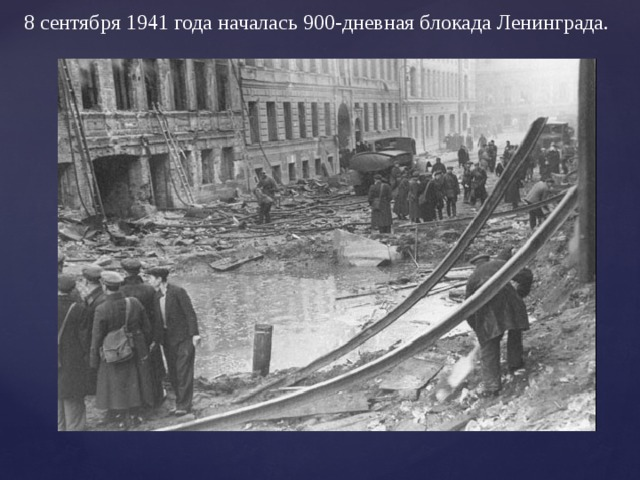 8 сентября 1941 года началась 900-дневная блокада Ленинграда.